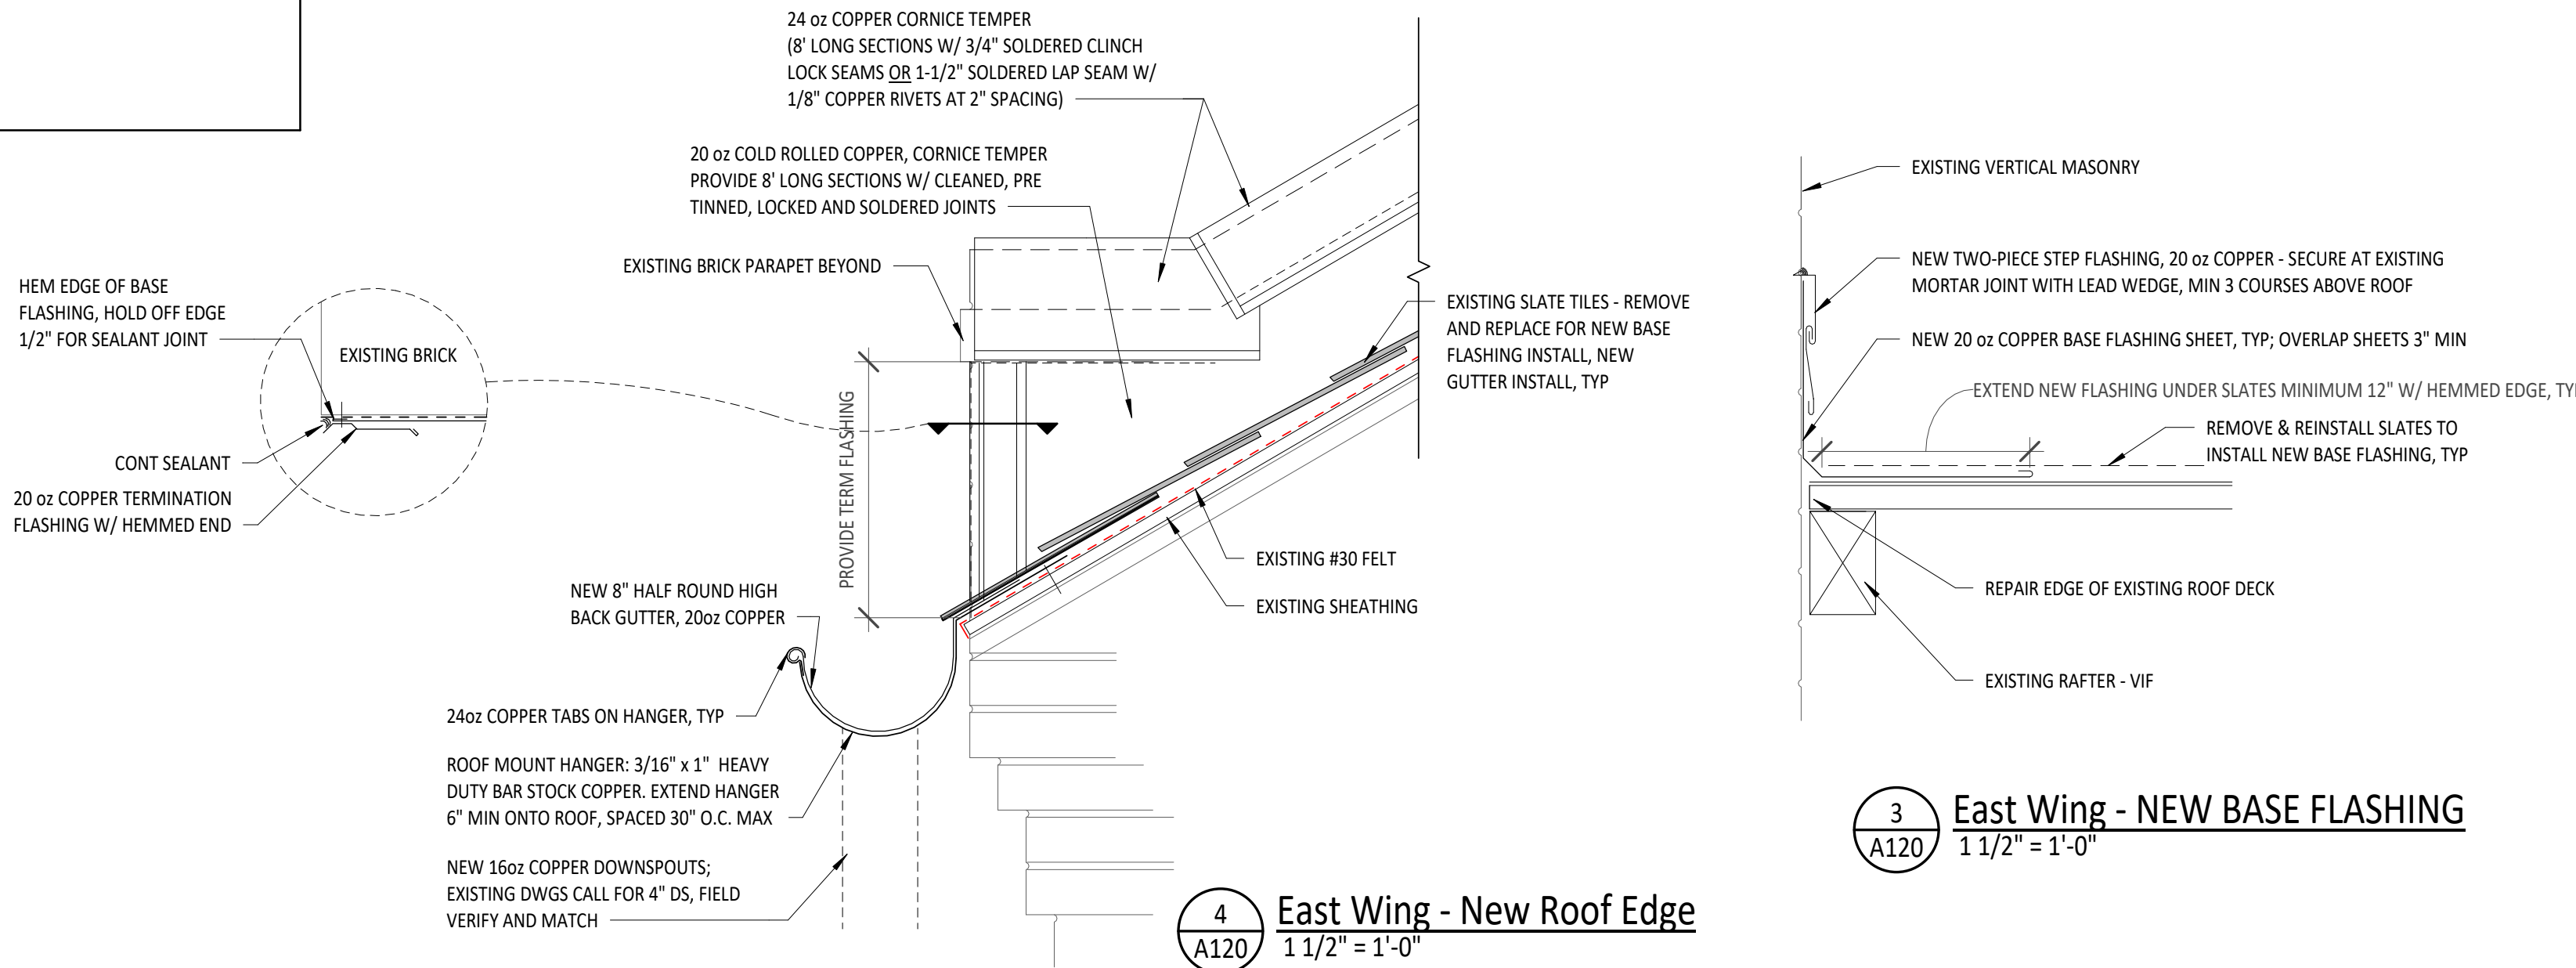 24 oz COPPER CORNICE TEMPER
(8' LONG SECTIONS W/ 3/4" SOLDERED CLINCH
LOCK SEAMS OR 1-1/2" SOLDERED LAP SEAM W/
1/8" COPPER RIVETS AT 2" SPACING)
20 oz COLD ROLLED COPPER, CORNICE TEMPER
PROVIDE 8' LONG SECTIONS W/ CLEANED, PRE
TINNED, LOCKED AND SOLDERED JOINTS
EXISTING BRICK PARAPET BEYOND
HEM EDGE OF BASE
FLASHING, HOLD OFF EDGE
1/2" FOR SEALANT JOINT
EXISTING BRICK
CONT SEALANT
20 oz COPPER TERMINATION
FLASHING W/ HEMMED END
PROVIDE TERM FLASHING
EXISTING SLATE TILES - REMOVE
AND REPLACE FOR NEW BASE
FLASHING INSTALL, NEW
GUTTER INSTALL, TYP
EXISTING #30 FELT
EXISTING SHEATHING
NEW 8" HALF ROUND HIGH
BACK GUTTER, 20oz COPPER
24oz COPPER TABS ON HANGER, TYP
ROOF MOUNT HANGER: 3/16" x 1" HEAVY
DUTY BAR STOCK COPPER. EXTEND HANGER
6" MIN ONTO ROOF, SPACED 30" O.C. MAX
NEW 16oz COPPER DOWNSPOUTS;
EXISTING DWGS CALL FOR 4" DS, FIELD
VERIFY AND MATCH
4
A120
East Wing - New Roof Edge
1 1/2" = 1'-0"
EXISTING VERTICAL MASONRY
NEW TWO-PIECE STEP FLASHING, 20 oz COPPER - SECURE AT EXISTING
MORTAR JOINT WITH LEAD WEDGE, MIN 3 COURSES ABOVE ROOF
NEW 20 oz COPPER BASE FLASHING SHEET, TYP; OVERLAP SHEETS 3" MIN
EXTEND NEW FLASHING UNDER SLATES MINIMUM 12" W/ HEMMED EDGE,
REMOVE & REINSTALL SLATES TO
INSTALL NEW BASE FLASHING, TYP
REPAIR EDGE OF EXISTING ROOF DECK
EXISTING RAFTER - VIF
3
A120
East Wing - NEW BASE FLASHING
1 1/2" = 1'-0"